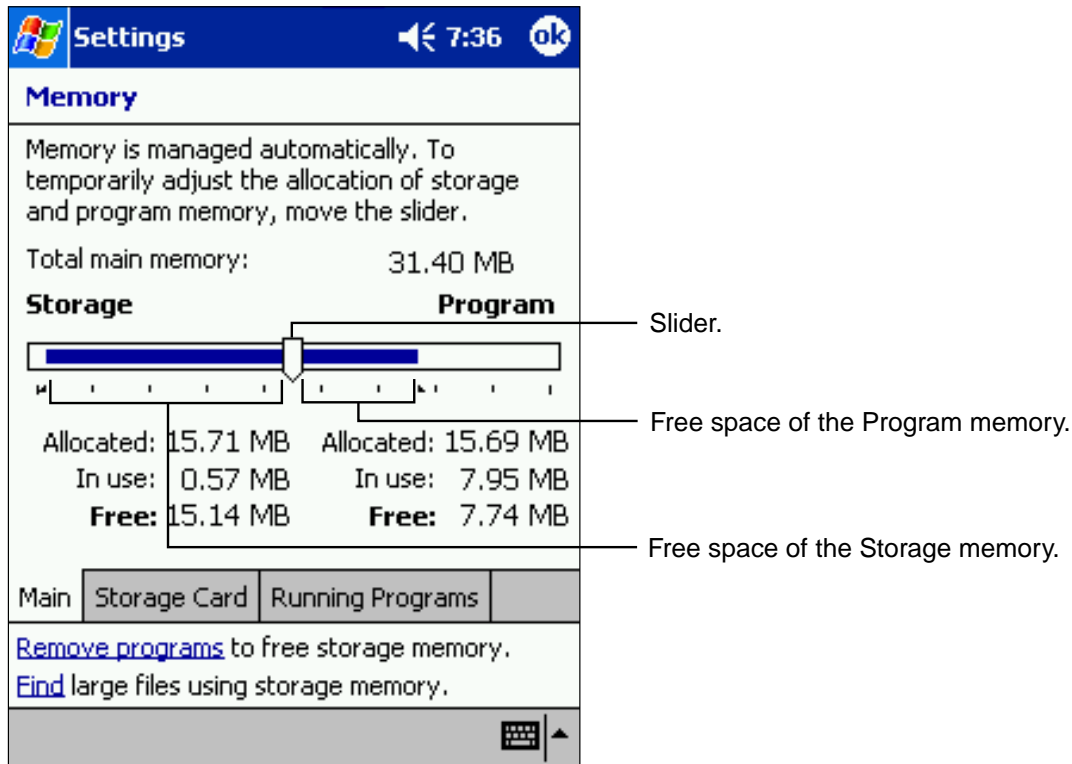 Settings 7:36 ok
Memory
Memory is managed automatically. To
temporarily adjust the allocation of storage
and program memory, move the slider.
Total main memory: 31.40 MB
Storage Program
Slider.
Free space of the Program memory.
Allocated: 15.71 MB Allocated: 15.69 MB
In use: 0.57 MB In use: 7.95 MB
Free: 15.14 MB Free: 7.74 MB
Free space of the Storage memory.
Main Storage Card Running Programs
Remove programs to free storage memory.
Find large files using storage memory.